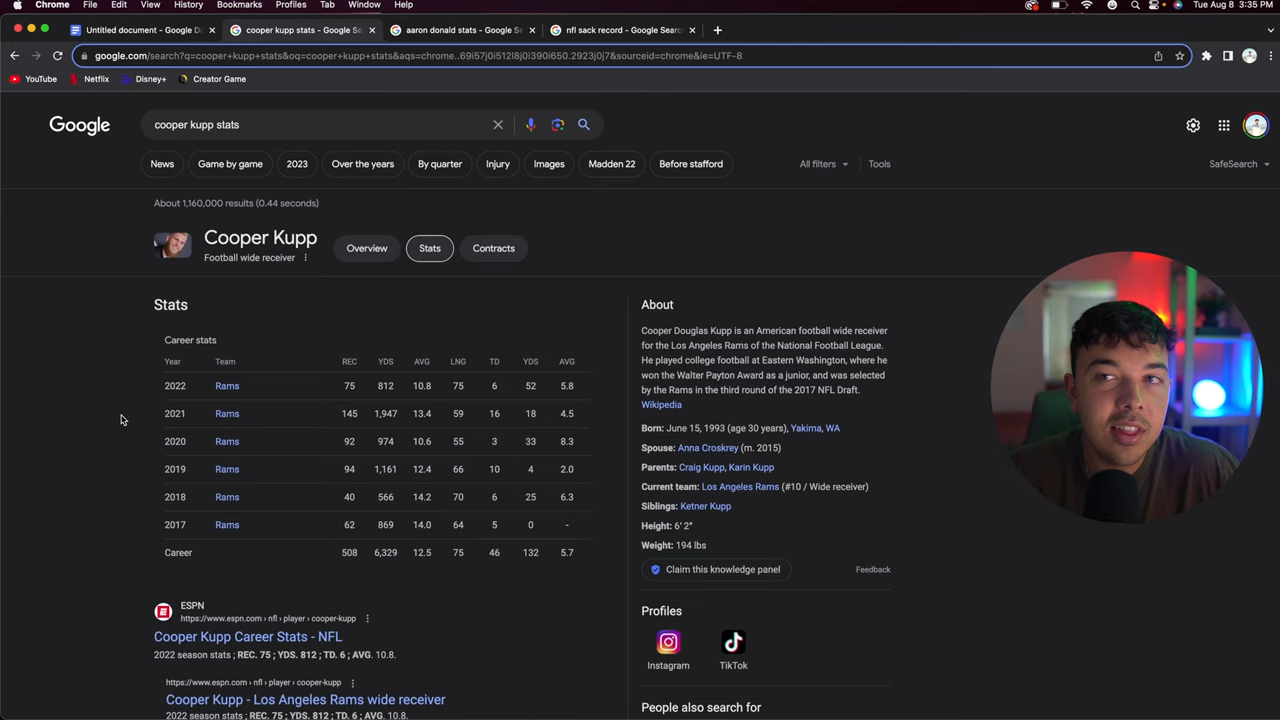 Chrome File Edit View History Bookmarks Profiles Tab Window Help Tue Aug 8 3:35 PM
Untitled document - Google Do cooper kupp stats - Google Se aaron donald stats - Google S nfl sack record - Google Search
google.com/search?q=cooper+kupp+stats&oq=cooper+kupp+stats&aqs=chrome..69i57j0i512l8j0i390i650.2923j0j7&sourceid=chrome&ie=UTF-8
YouTube Netflix Disney+ Creator Game
Google cooper kupp stats
News Game by game 2023 Over the years By quarter Injury Images Madden 22 Before stafford All filters Tools SafeSearch
About 1,160,000 results (0.44 seconds)
Cooper Kupp
Football wide receiver
Overview Stats Contracts
Stats
Career stats
Year Team REC YDS AVG LNG TD YDS AVG
2022 Rams 75 812 10.8 75 6 52 5.8
2021 Rams 145 1,947 13.4 59 16 18 4.5
2020 Rams 92 974 10.6 55 3 33 8.3
2019 Rams 94 1,161 12.4 66 10 4 2.0
2018 Rams 40 566 14.2 70 6 25 6.3
2017 Rams 62 869 14.0 64 5 0 -
Career 508 6,329 12.5 75 46 132 5.7
ESPN
https://www.espn.com › nfl › player › cooper-kupp
Cooper Kupp Career Stats - NFL
2022 season stats ; REC. 75 ; YDS. 812 ; TD. 6 ; AVG. 10.8.
https://www.espn.com › nfl › player › cooper-kupp
Cooper Kupp - Los Angeles Rams wide receiver
2022 season stats ; REC. 75 ; YDS. 812 ; TD. 6 ; AVG. 10.8.
About
Cooper Douglas Kupp is an American football wide receiver
for the Los Angeles Rams of the National Football League.
He played college football at Eastern Washington, where he
won the Walter Payton Award as a junior, and was selected
by the Rams in the third round of the 2017 NFL Draft.
Wikipedia
Born: June 15, 1993 (age 30 years), Yakima, WA
Spouse: Anna Croskrey (m. 2015)
Parents: Craig Kupp, Karin Kupp
Current team: Los Angeles Rams (#10 / Wide receiver)
Siblings: Ketner Kupp
Height: 6′ 2″
Weight: 194 lbs
Claim this knowledge panel Feedback
Profiles
Instagram TikTok
People also search for